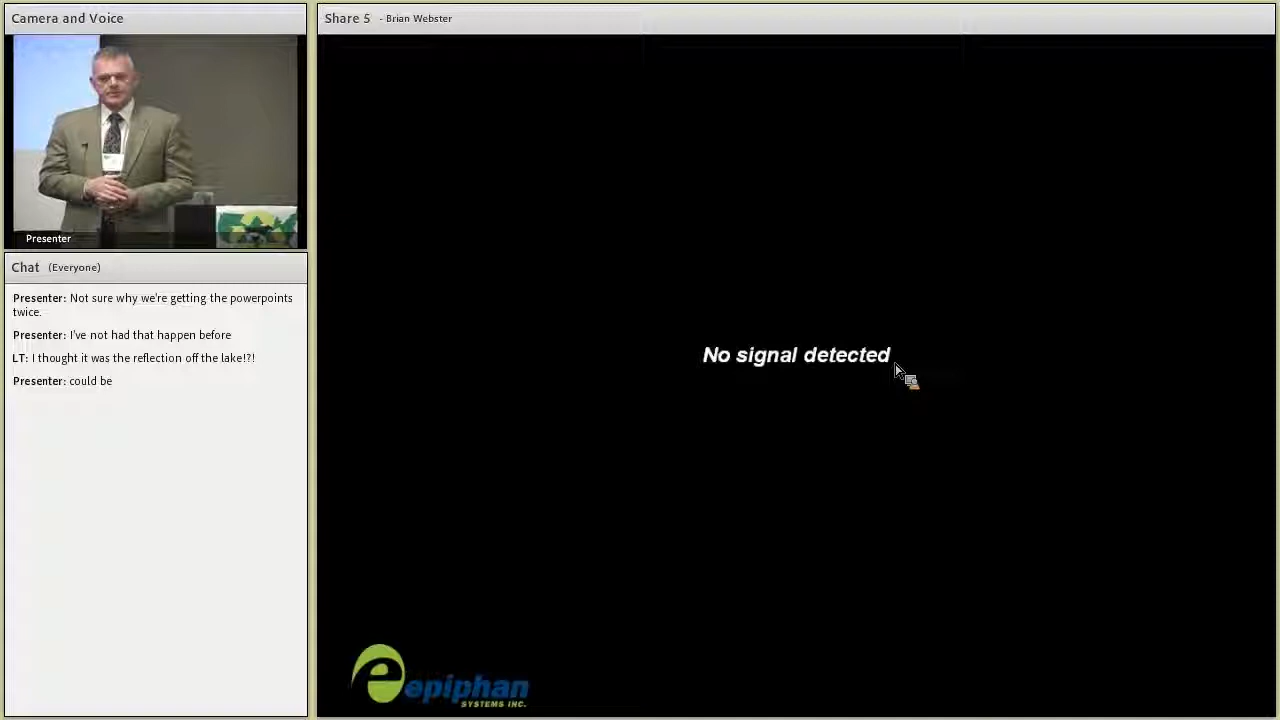 Camera and Voice
Share 5 - Brian Webster
Presenter
Chat (Everyone)
Presenter: Not sure why we're getting the powerpoints
twice.
Presenter: I've not had that happen before
LT: I thought it was the reflection off the lake!?!
Presenter: could be
No signal detected
epiphan
SYSTEMS INC.